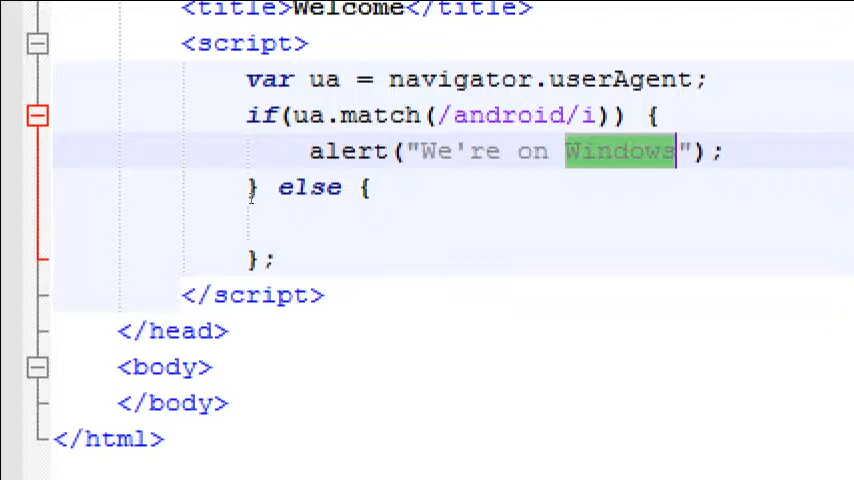 <title>Welcome</title>
<script>
var ua = navigator.userAgent;
if(ua.match(/android/i)) {
alert("We're on Windows");
} else {
};
</script>
</head>
<body>
</body>
</html>